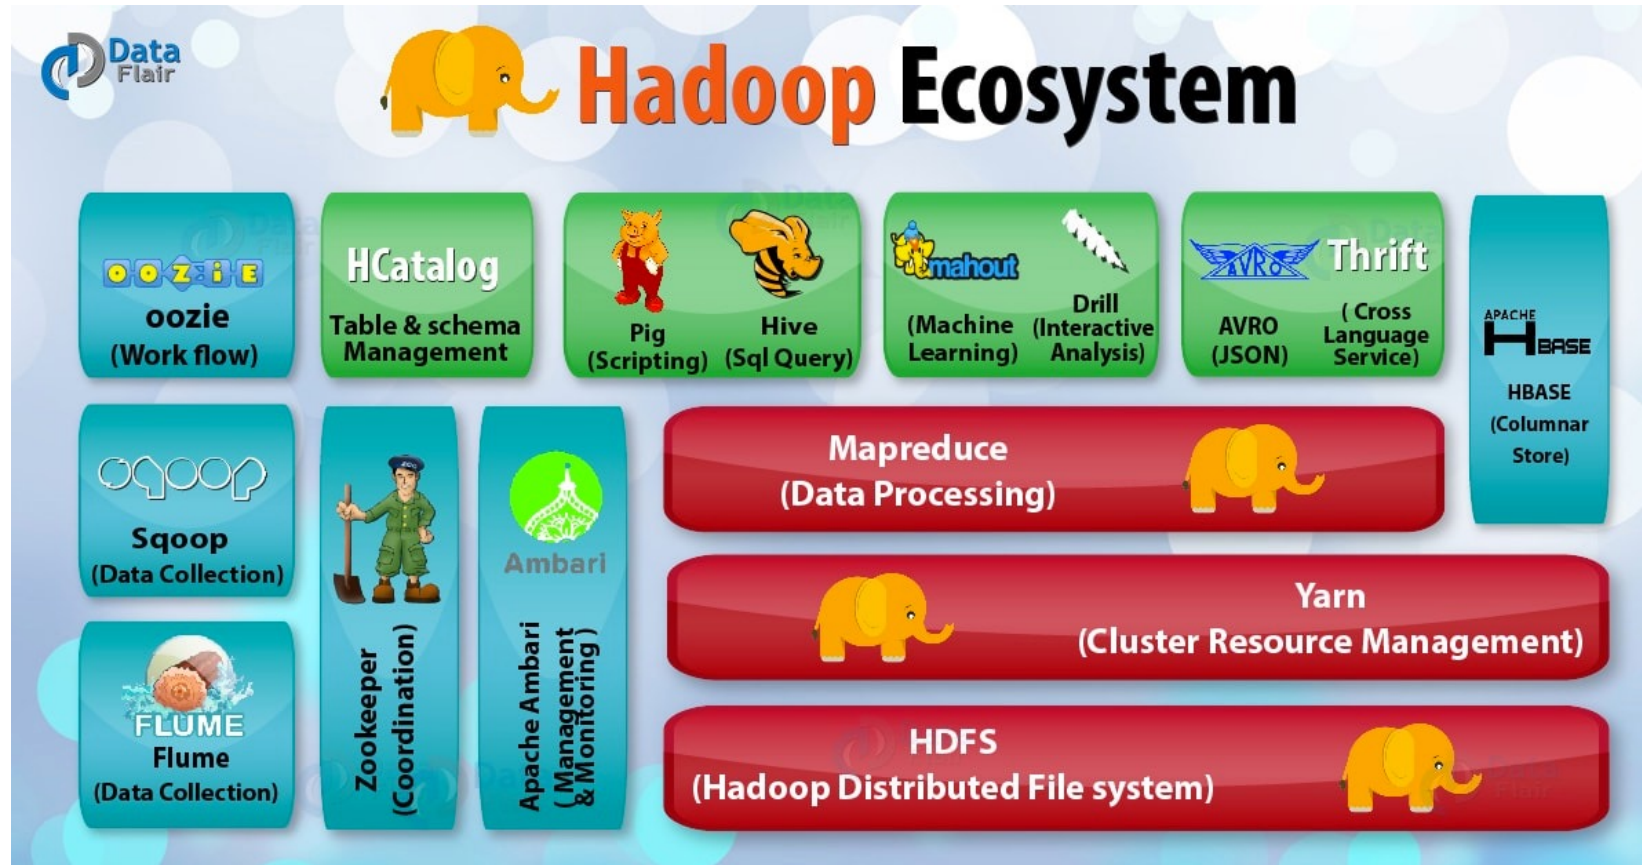 Data
Flair
Hadoop Ecosystem
OOZiE
oozie
(Work flow)
HCatalog
Table & schema
Management
Pig
(Scripting)
Hive
(Sql Query)
mahout
(Machine
Learning)
Drill
(Interactive
Analysis)
AVRO
AVRO
(JSON)
Thrift
( Cross
Language
Service)
APACHE
HBASE
HBASE
(Columnar
Store)
sqoop
Sqoop
(Data Collection)
FLUME
Flume
(Data Collection)
Zookeeper
(Coordination)
Ambari
Apache Ambari
( Management
& Monitoring )
Mapreduce
(Data Processing)
Yarn
(Cluster Resource Management)
HDFS
(Hadoop Distributed File system)